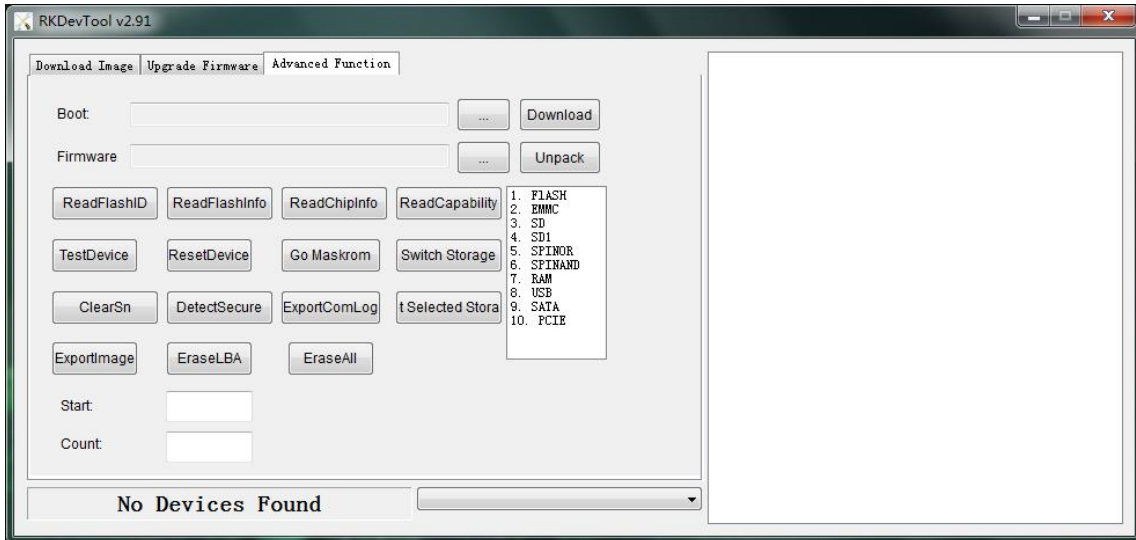 RKDevTool v2.91
Download Image Upgrade Firmware Advanced Function
Boot: ... Download
Firmware ... Unpack
ReadFlashID ReadFlashInfo ReadChipInfo ReadCapability
TestDevice ResetDevice Go Maskrom Switch Storage
ClearSn DetectSecure ExportComLog t Selected Stora
ExportImage EraseLBA EraseAll
1. FlASH
2. EMMC
3. SD
4. SD1
5. SPINOR
6. SPINAND
7. RAM
8. USB
9. SATA
10. PCIE
Start:
Count:
No Devices Found